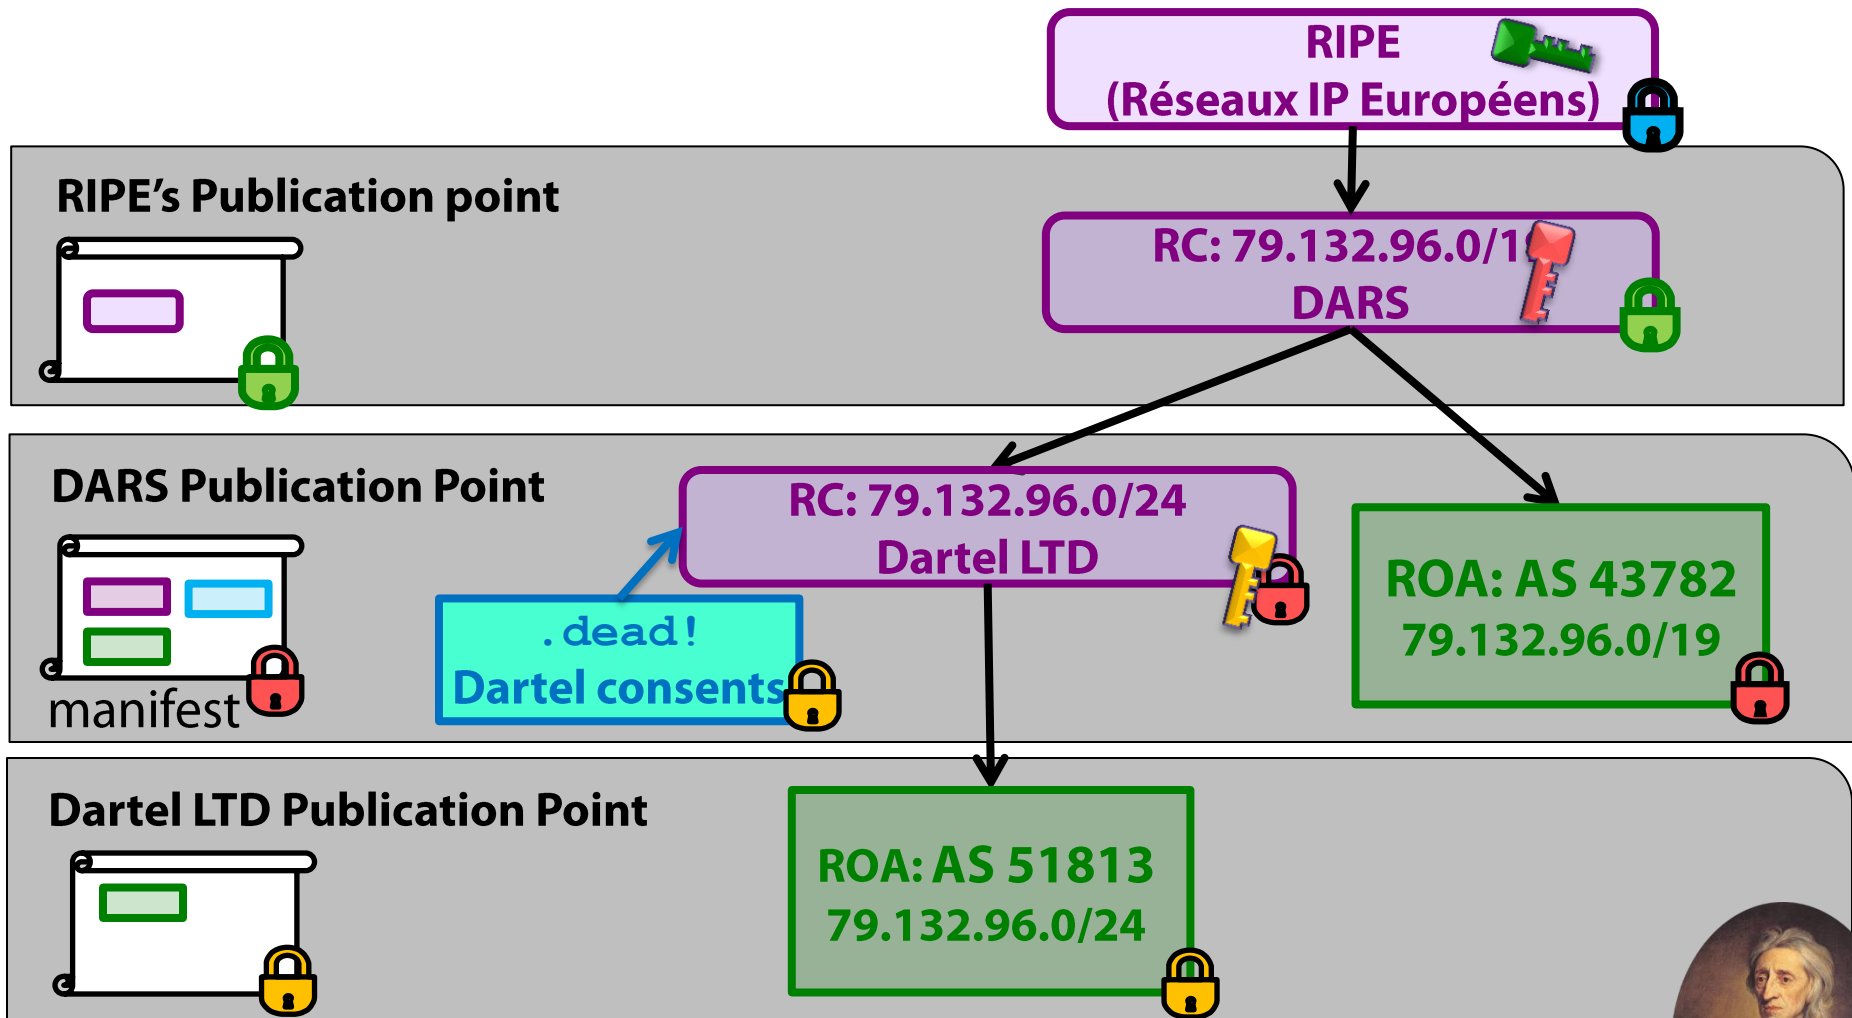 RIPE
(Réseaux IP Européens)
RIPE's Publication point
RC: 79.132.96.0/1
DARS
DARS Publication Point
RC: 79.132.96.0/24
Dartel LTD
.dead!
Dartel consents
ROA: AS 43782
79.132.96.0/19
manifest
Dartel LTD Publication Point
ROA: AS 51813
79.132.96.0/24